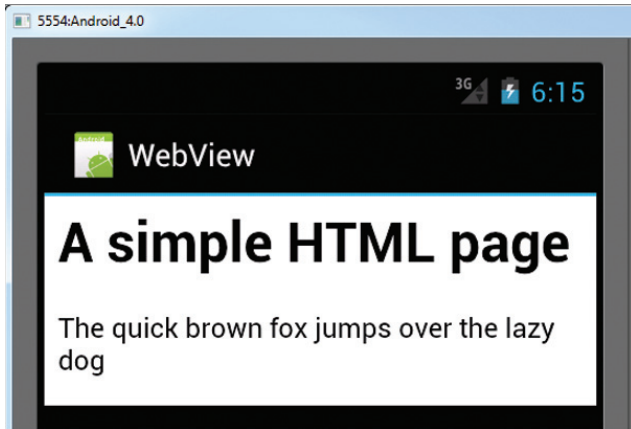 5554:Android_4.0
3G 6:15
Android
WebView
A simple HTML page
The quick brown fox jumps over the lazy
dog